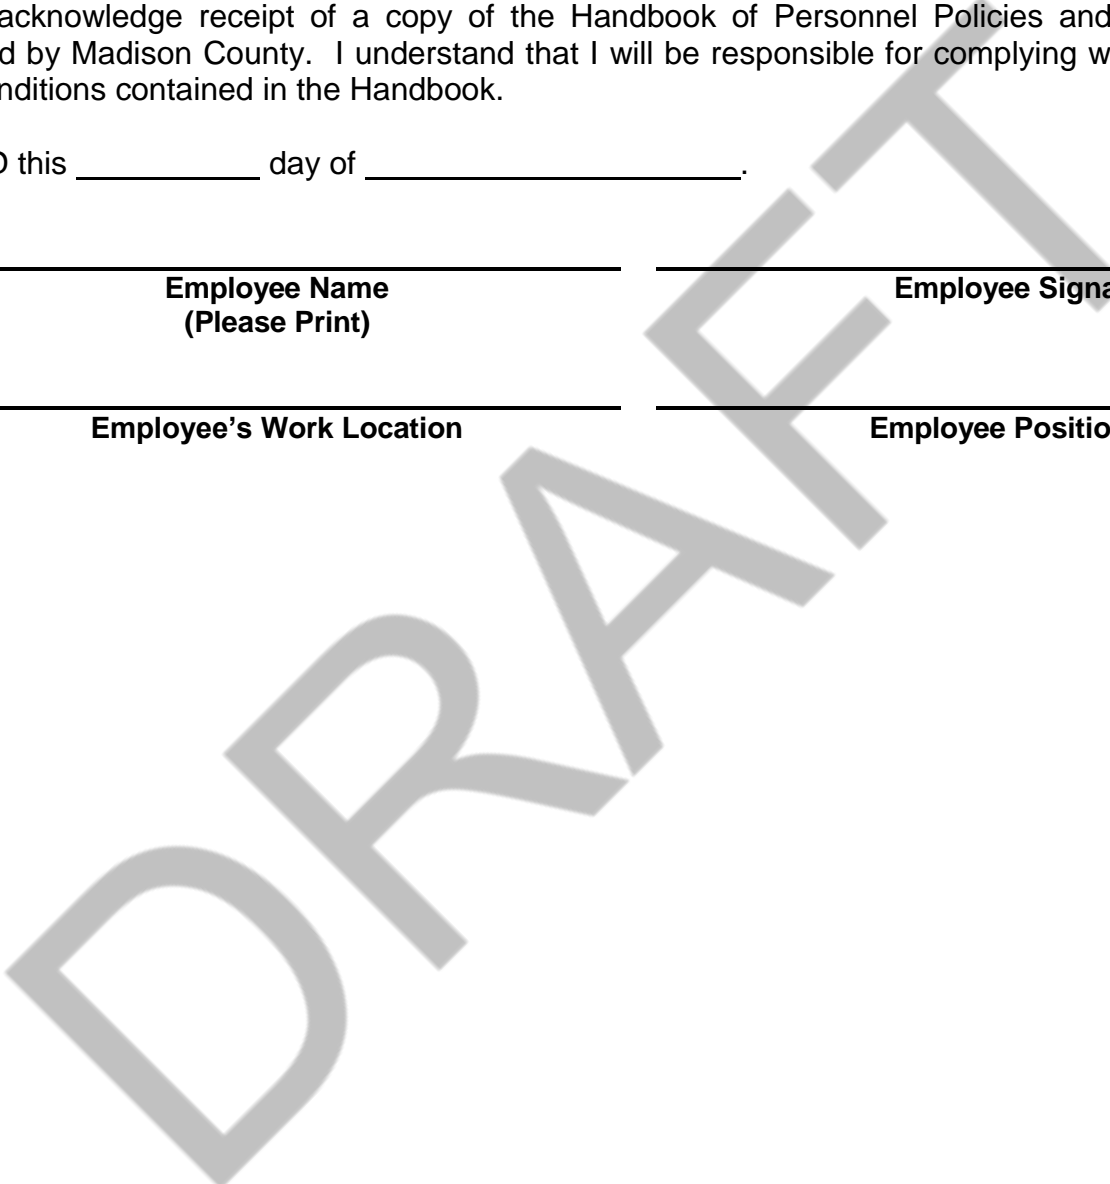 acknowledge receipt of a copy of the Handbook of Personnel Policies and
d by Madison County. I understand that I will be responsible for complying w
nditions contained in the Handbook.
D this __________ day of ____________________.
Employee Name
(Please Print)
Employee Signa
Employee’s Work Location
Employee Positio
DRAFT